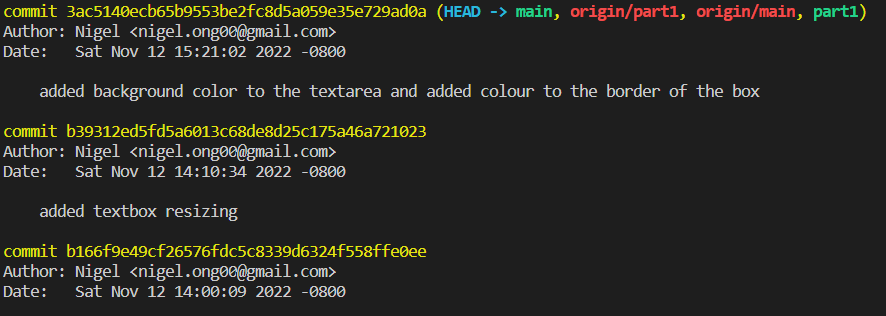 commit 3ac5140ecb65b9553be2fc8d5a059e35e729ad0a (HEAD -> main, origin/part1, origin/main, part1)
Author: Nigel <nigel.ong00@gmail.com>
Date:   Sat Nov 12 15:21:02 2022 -0800
added background color to the textarea and added colour to the border of the box
commit b39312ed5fd5a6013c68de8d25c175a46a721023
Author: Nigel <nigel.ong00@gmail.com>
Date:   Sat Nov 12 14:10:34 2022 -0800
added textbox resizing
commit b166f9e49cf26576fdc5c8339d6324f558ffe0ee
Author: Nigel <nigel.ong00@gmail.com>
Date:   Sat Nov 12 14:00:09 2022 -0800